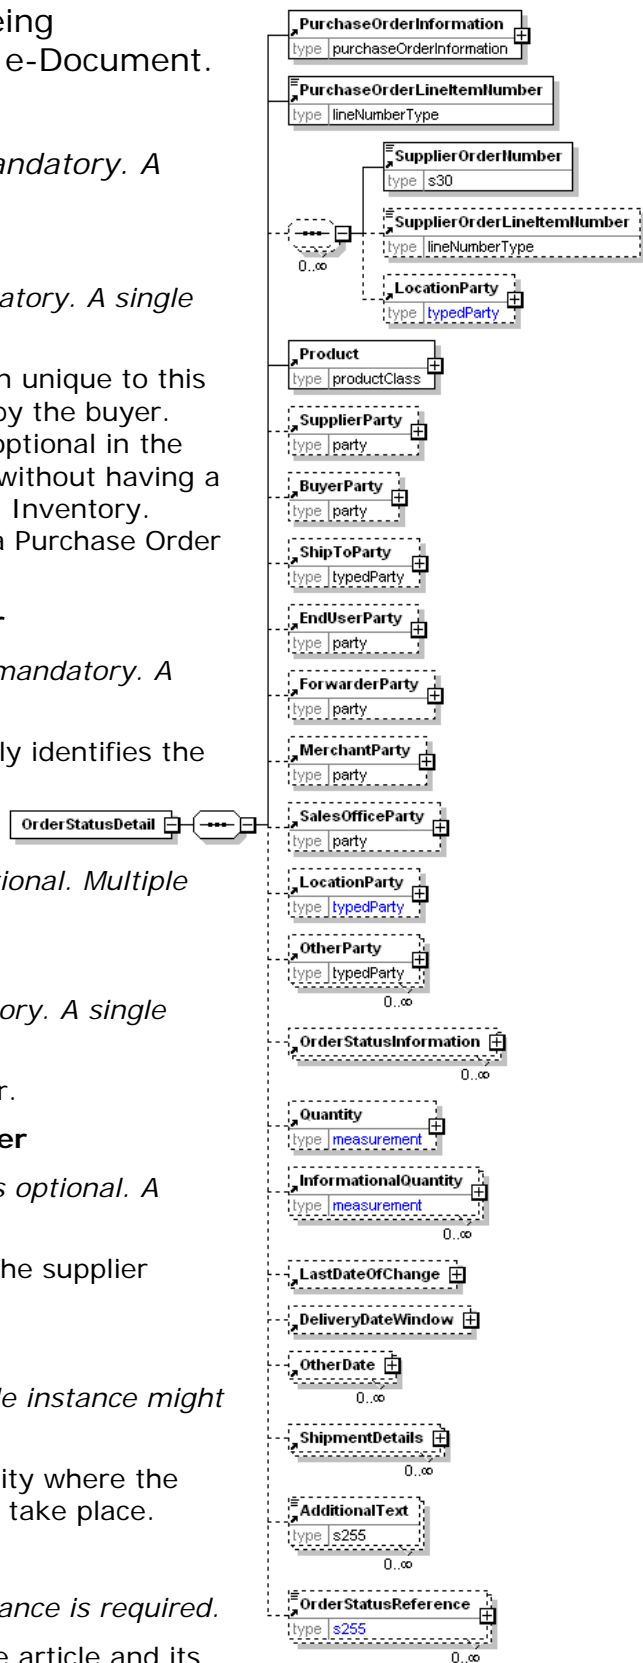 eing
e-Document.
andatory. A
atory. A single
n unique to this
by the buyer.
optional in the
without having a
Inventory.
a Purchase Order
r
mandatory. A
ly identifies the
ional. Multiple
ory. A single
r.
er
s optional. A
he supplier
le instance might
ity where the
take place.
ance is required.
e article and its
PurchaseOrderInformation
type purchaseOrderInformation
PurchaseOrderLineItemNumber
type lineNumberType
SupplierOrderNumber
type s30
SupplierOrderLineItemNumber
type lineNumberType
0..∞
LocationParty
type typedParty
Product
type productClass
SupplierParty
type party
BuyerParty
type party
ShipToParty
type typedParty
EndUserParty
type party
ForwarderParty
type party
MerchantParty
type party
OrderStatusDetail
SalesOfficeParty
type party
LocationParty
type typedParty
OtherParty
type typedParty
0..∞
OrderStatusInformation
0..∞
Quantity
type measurement
InformationalQuantity
type measurement
0..∞
LastDateOfChange
DeliveryDateWindow
OtherDate
0..∞
ShipmentDetails
0..∞
AdditionalText
type s255
0..∞
OrderStatusReference
type s255
0..∞